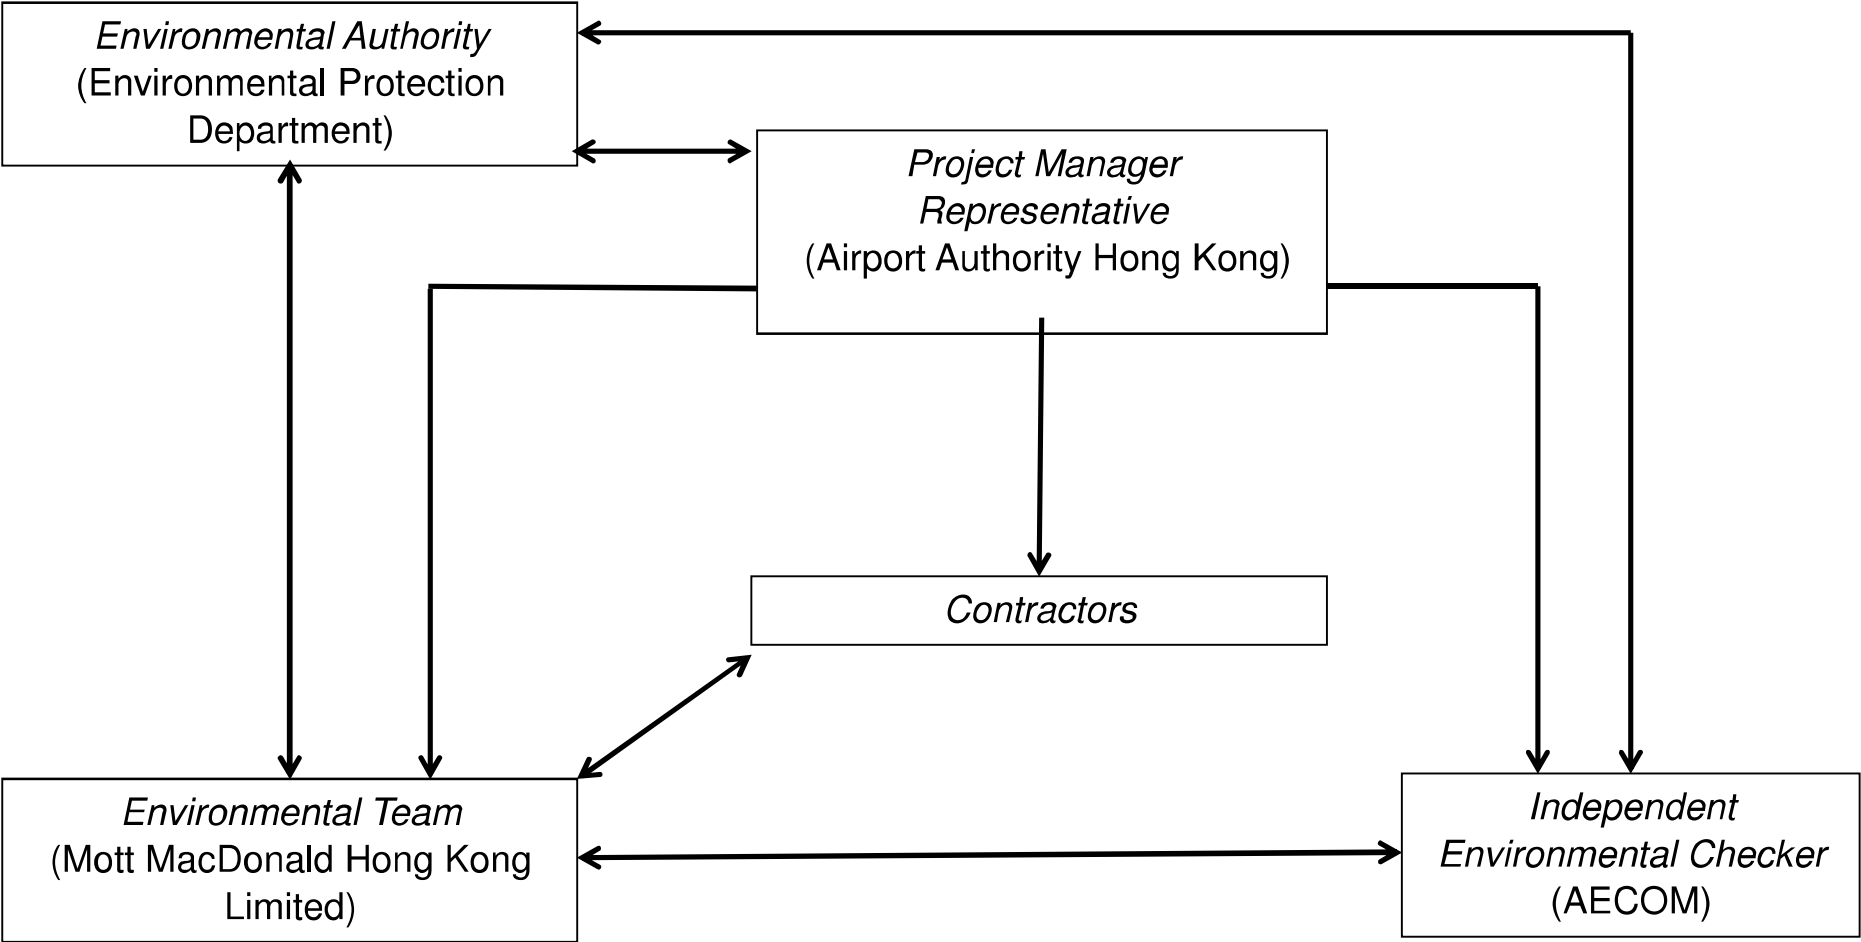 Environmental Authority
(Environmental Protection
Department)
Project Manager
Representative
(Airport Authority Hong Kong)
Contractors
Environmental Team
(Mott MacDonald Hong Kong
Limited)
Independent
Environmental Checker
(AECOM)